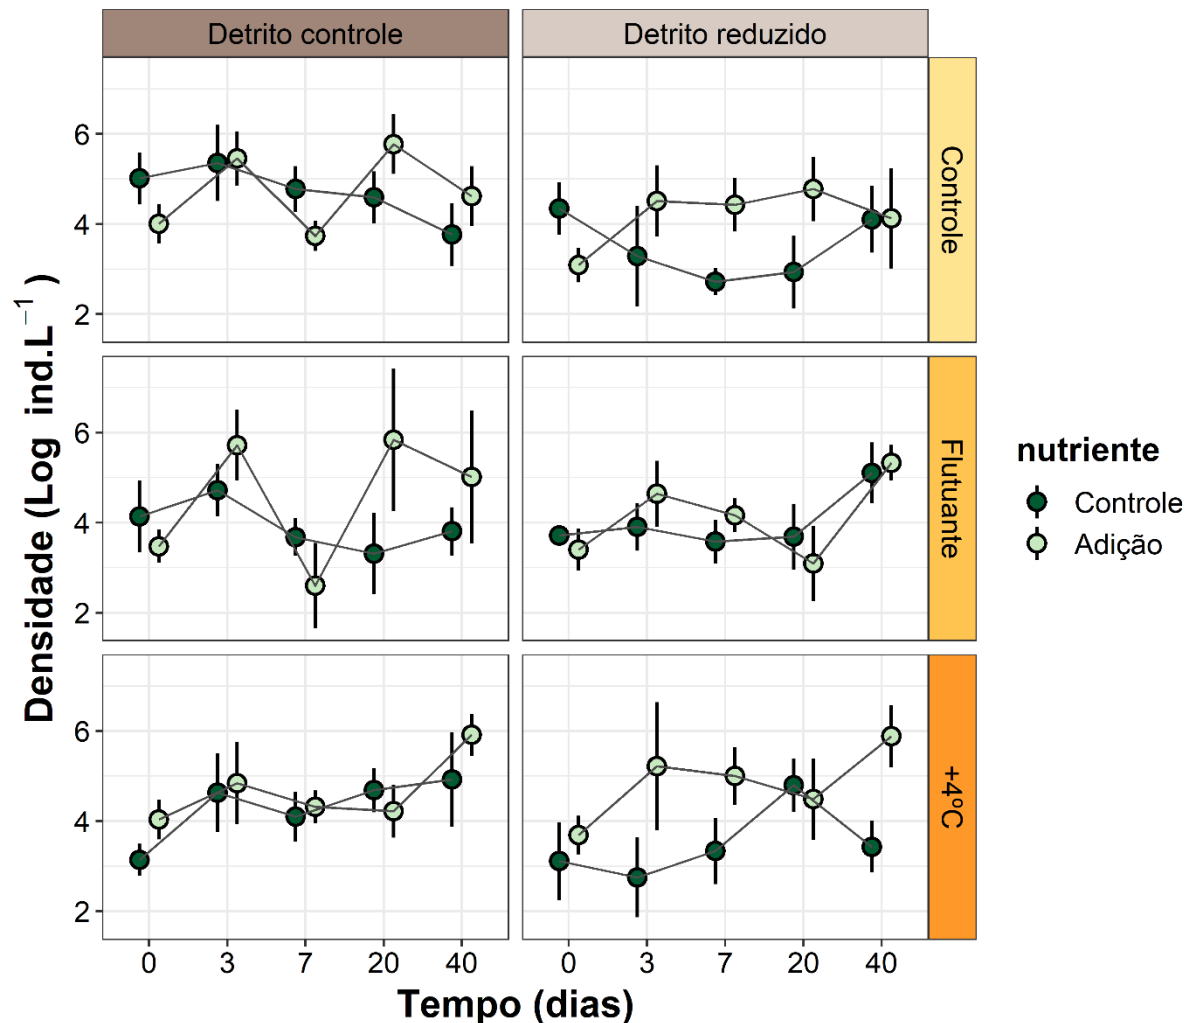 Detrito controle
Detrito reduzido
6
4
2
Controle
6
4
2
Flutuante
6
4
2
+4ºC
0 3 7 20 40
0 3 7 20 40
Tempo (dias)
Densidade (Log ind.L⁻¹)
nutriente
Controle
Adição